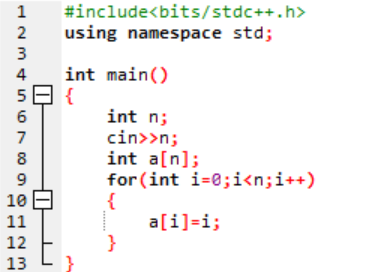 1 #include<bits/stdc++.h>
2 using namespace std;
3
4 int main()
5 {
6 int n;
7 cin>>n;
8 int a[n];
9 for(int i=0;i<n;i++)
10 {
11 a[i]=i;
12 }
13 }